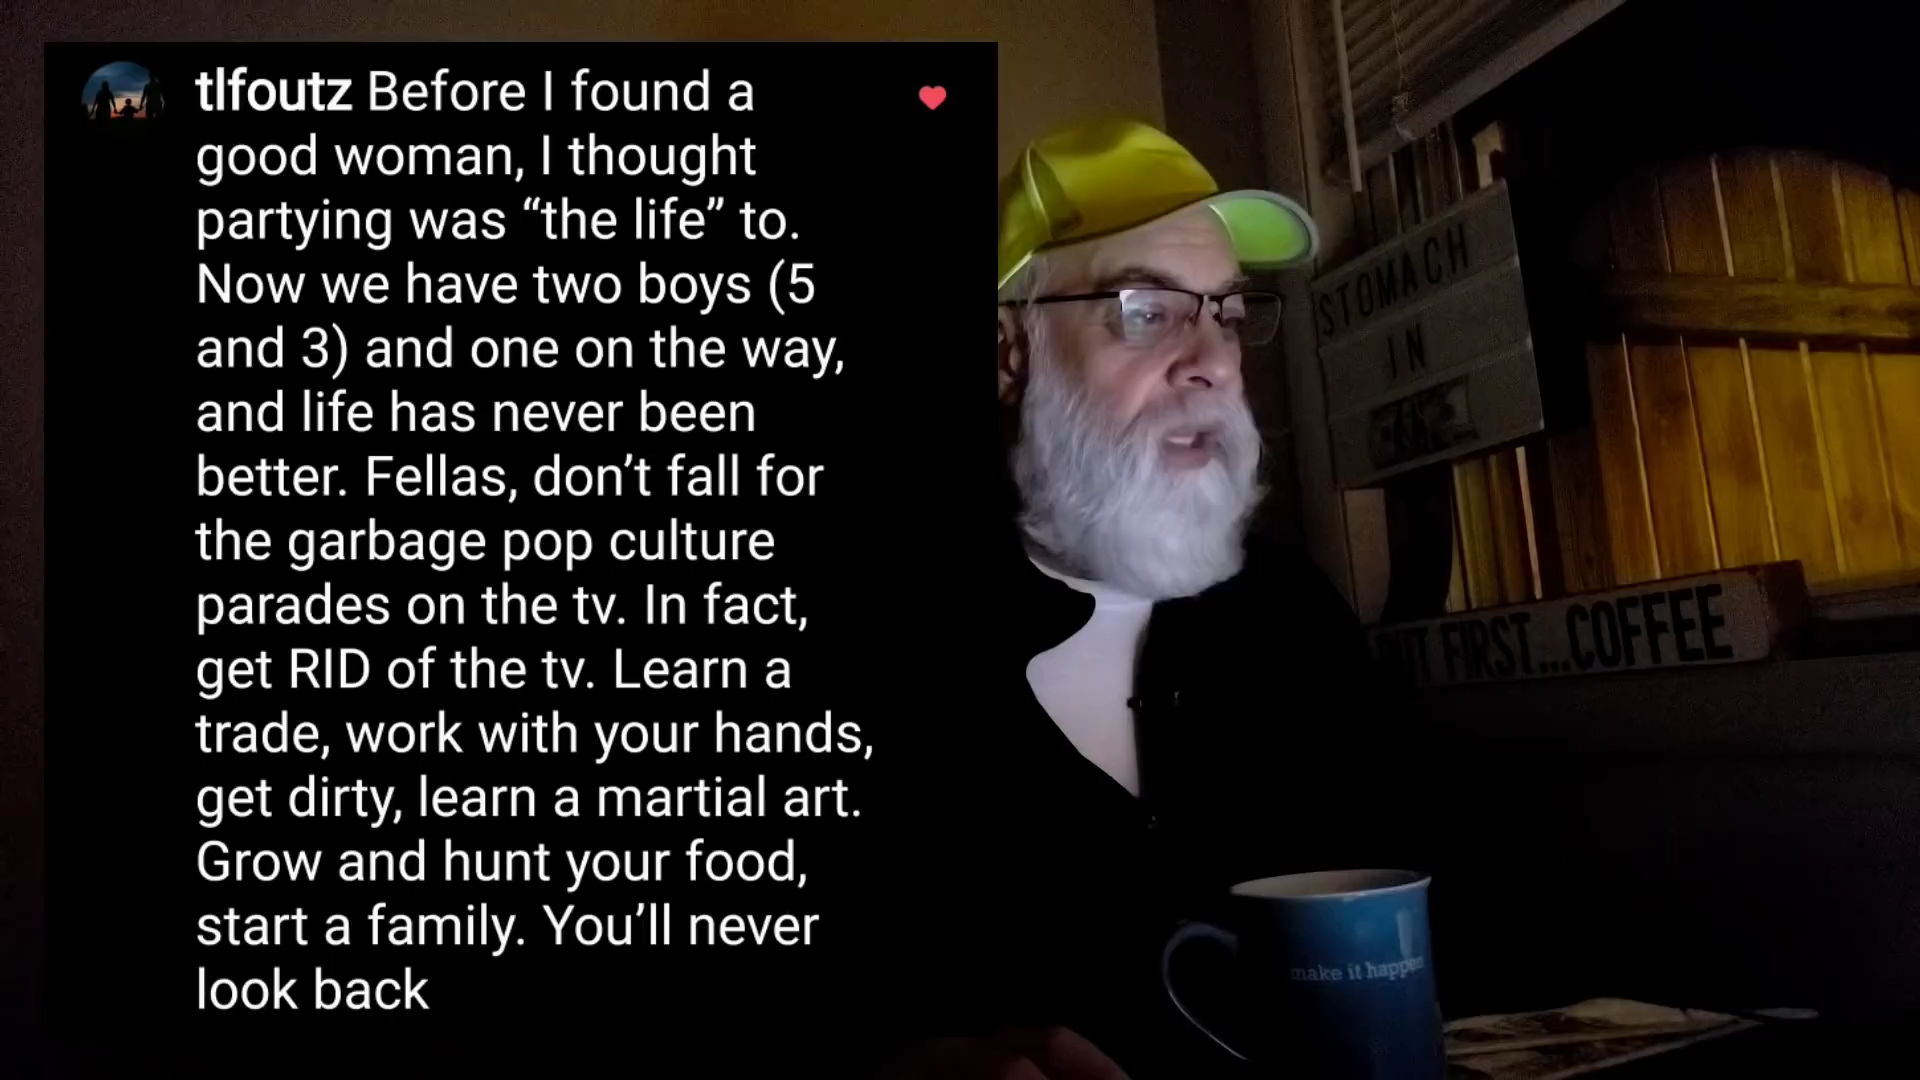 tlfoutz Before I found a
good woman, I thought
partying was “the life” to.
Now we have two boys (5
and 3) and one on the way,
and life has never been
better. Fellas, don’t fall for
the garbage pop culture
parades on the tv. In fact,
get RID of the tv. Learn a
trade, work with your hands,
get dirty, learn a martial art.
Grow and hunt your food,
start a family. You’ll never
look back
STOMACH
IN
FIRST...COFFEE
make it happen